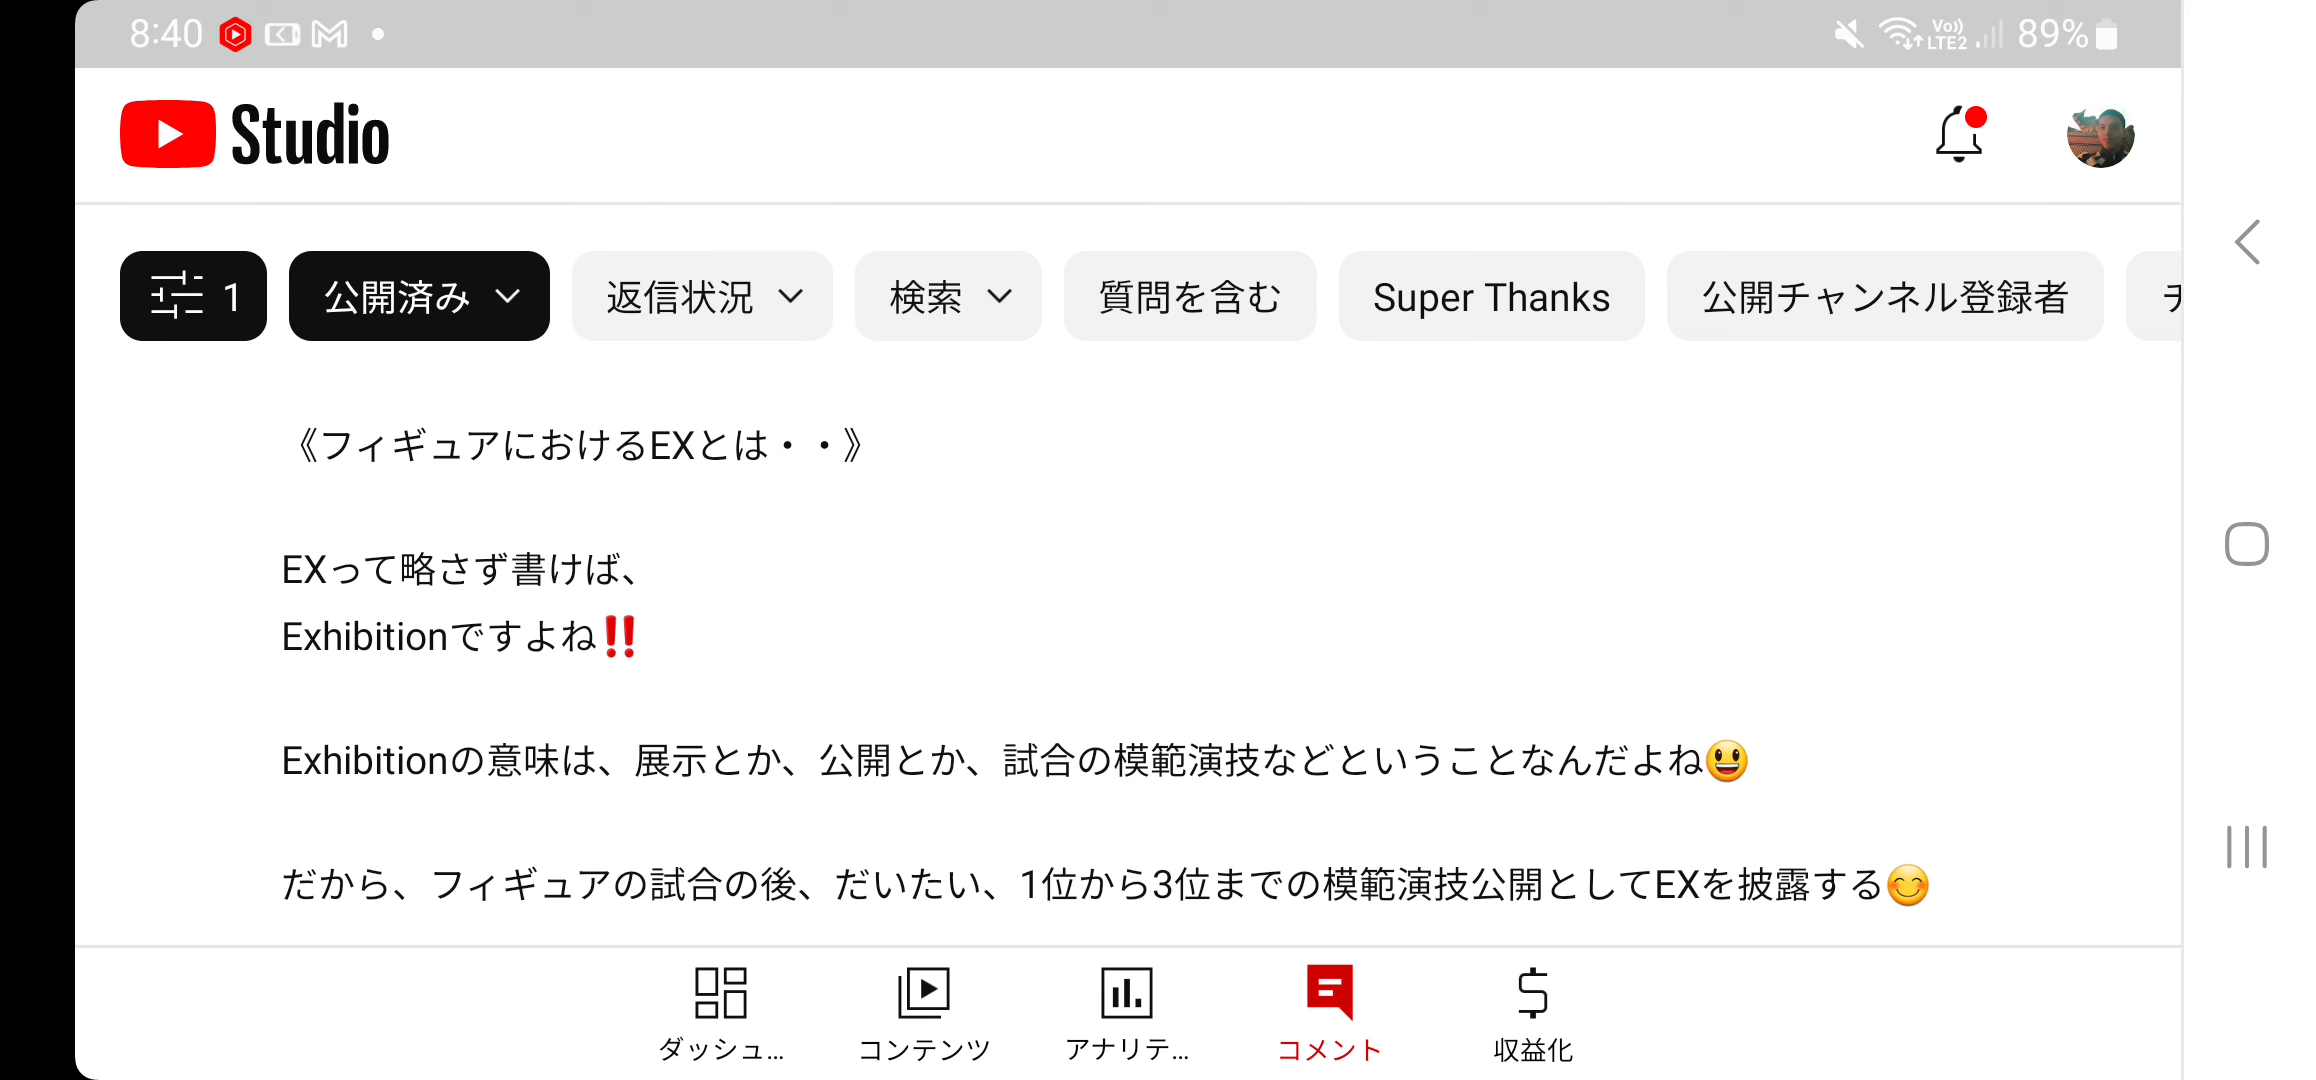 8:40
Vo))
LTE2
89%
Studio
1
公開済み
返信状況
検索
質問を含む
Super Thanks
公開チャンネル登録者
《フィギュアにおけるEXとは・・》
EXって略さず書けば、
Exhibitionですよね‼️
Exhibitionの意味は、展示とか、公開とか、試合の模範演技などということなんだよね😃
だから、フィギュアの試合の後、だいたい、1位から3位までの模範演技公開としてEXを披露する😊
ダッシュ...
コンテンツ
アナリテ...
コメント
収益化